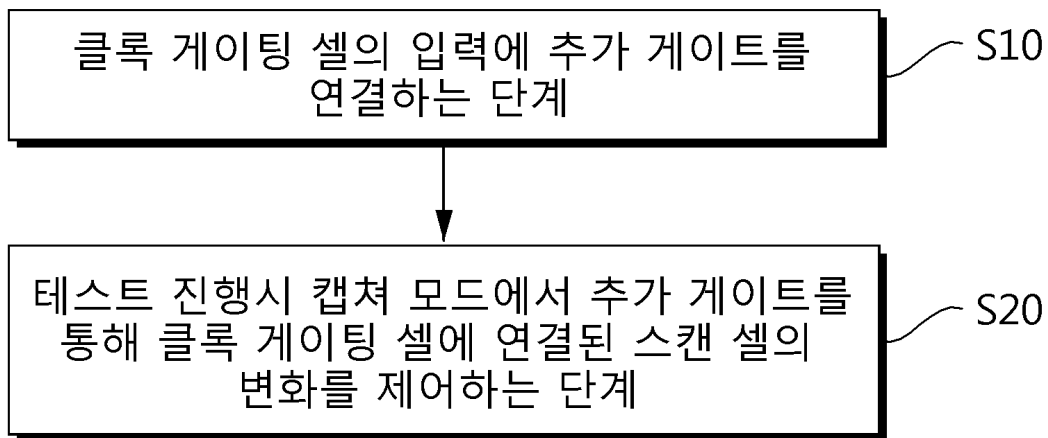 클록 게이팅 셀의 입력에 추가 게이트를
연결하는 단계
S10
테스트 진행시 캡쳐 모드에서 추가 게이트를
통해 클록 게이팅 셀에 연결된 스캔 셀의
변화를 제어하는 단계
S20